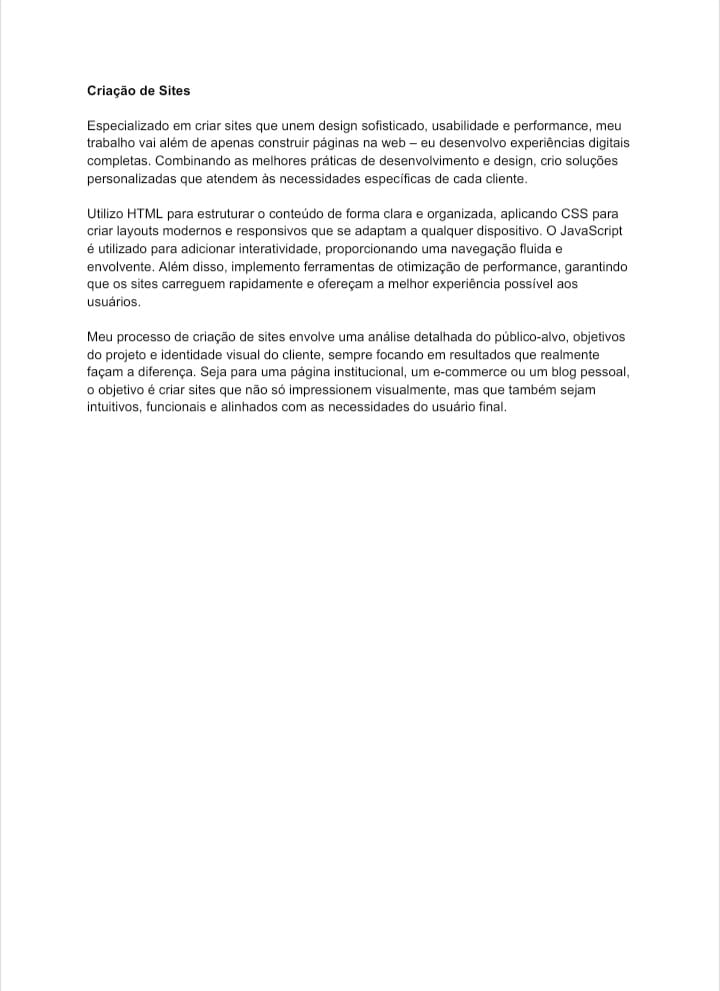 Criação de Sites
Especializado em criar sites que unem design sofisticado, usabilidade e performance, meu
trabalho vai além de apenas construir páginas na web – eu desenvolvo experiências digitais
completas. Combinando as melhores práticas de desenvolvimento e design, crio soluções
personalizadas que atendem às necessidades específicas de cada cliente.
Utilizo HTML para estruturar o conteúdo de forma clara e organizada, aplicando CSS para
criar layouts modernos e responsivos que se adaptam a qualquer dispositivo. O JavaScript
é utilizado para adicionar interatividade, proporcionando uma navegação fluida e
envolvente. Além disso, implemento ferramentas de otimização de performance, garantindo
que os sites carreguem rapidamente e ofereçam a melhor experiência possível aos
usuários.
Meu processo de criação de sites envolve uma análise detalhada do público-alvo, objetivos
do projeto e identidade visual do cliente, sempre focando em resultados que realmente
façam a diferença. Seja para uma página institucional, um e-commerce ou um blog pessoal,
o objetivo é criar sites que não só impressionem visualmente, mas que também sejam
intuitivos, funcionais e alinhados com as necessidades do usuário final.